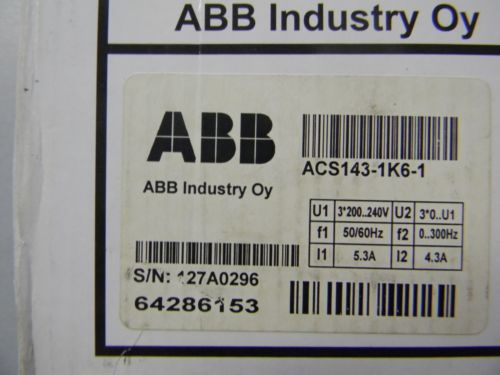 ABB Industry Oy
ABB
ABB Industry Oy
ACS143-1K6-1
U1 3*200..240V U2 3*0..U1
f1 50/60Hz f2 0..300Hz
I1 5.3A I2 4.3A
S/N: 127A0296
64286153